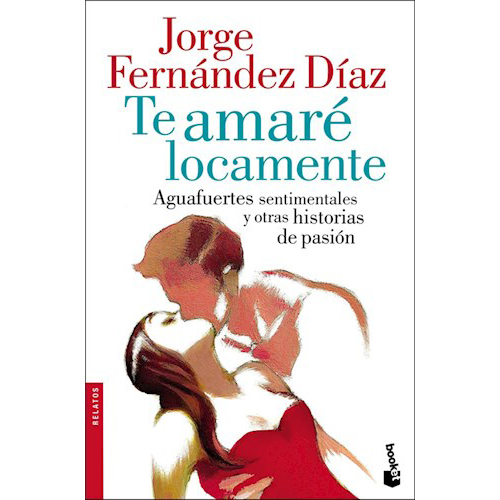 Jorge
Fernández Díaz
Te amaré
locamente
Aguafuertes sentimentales
y otras historias
de pasión
RELATOS
booket